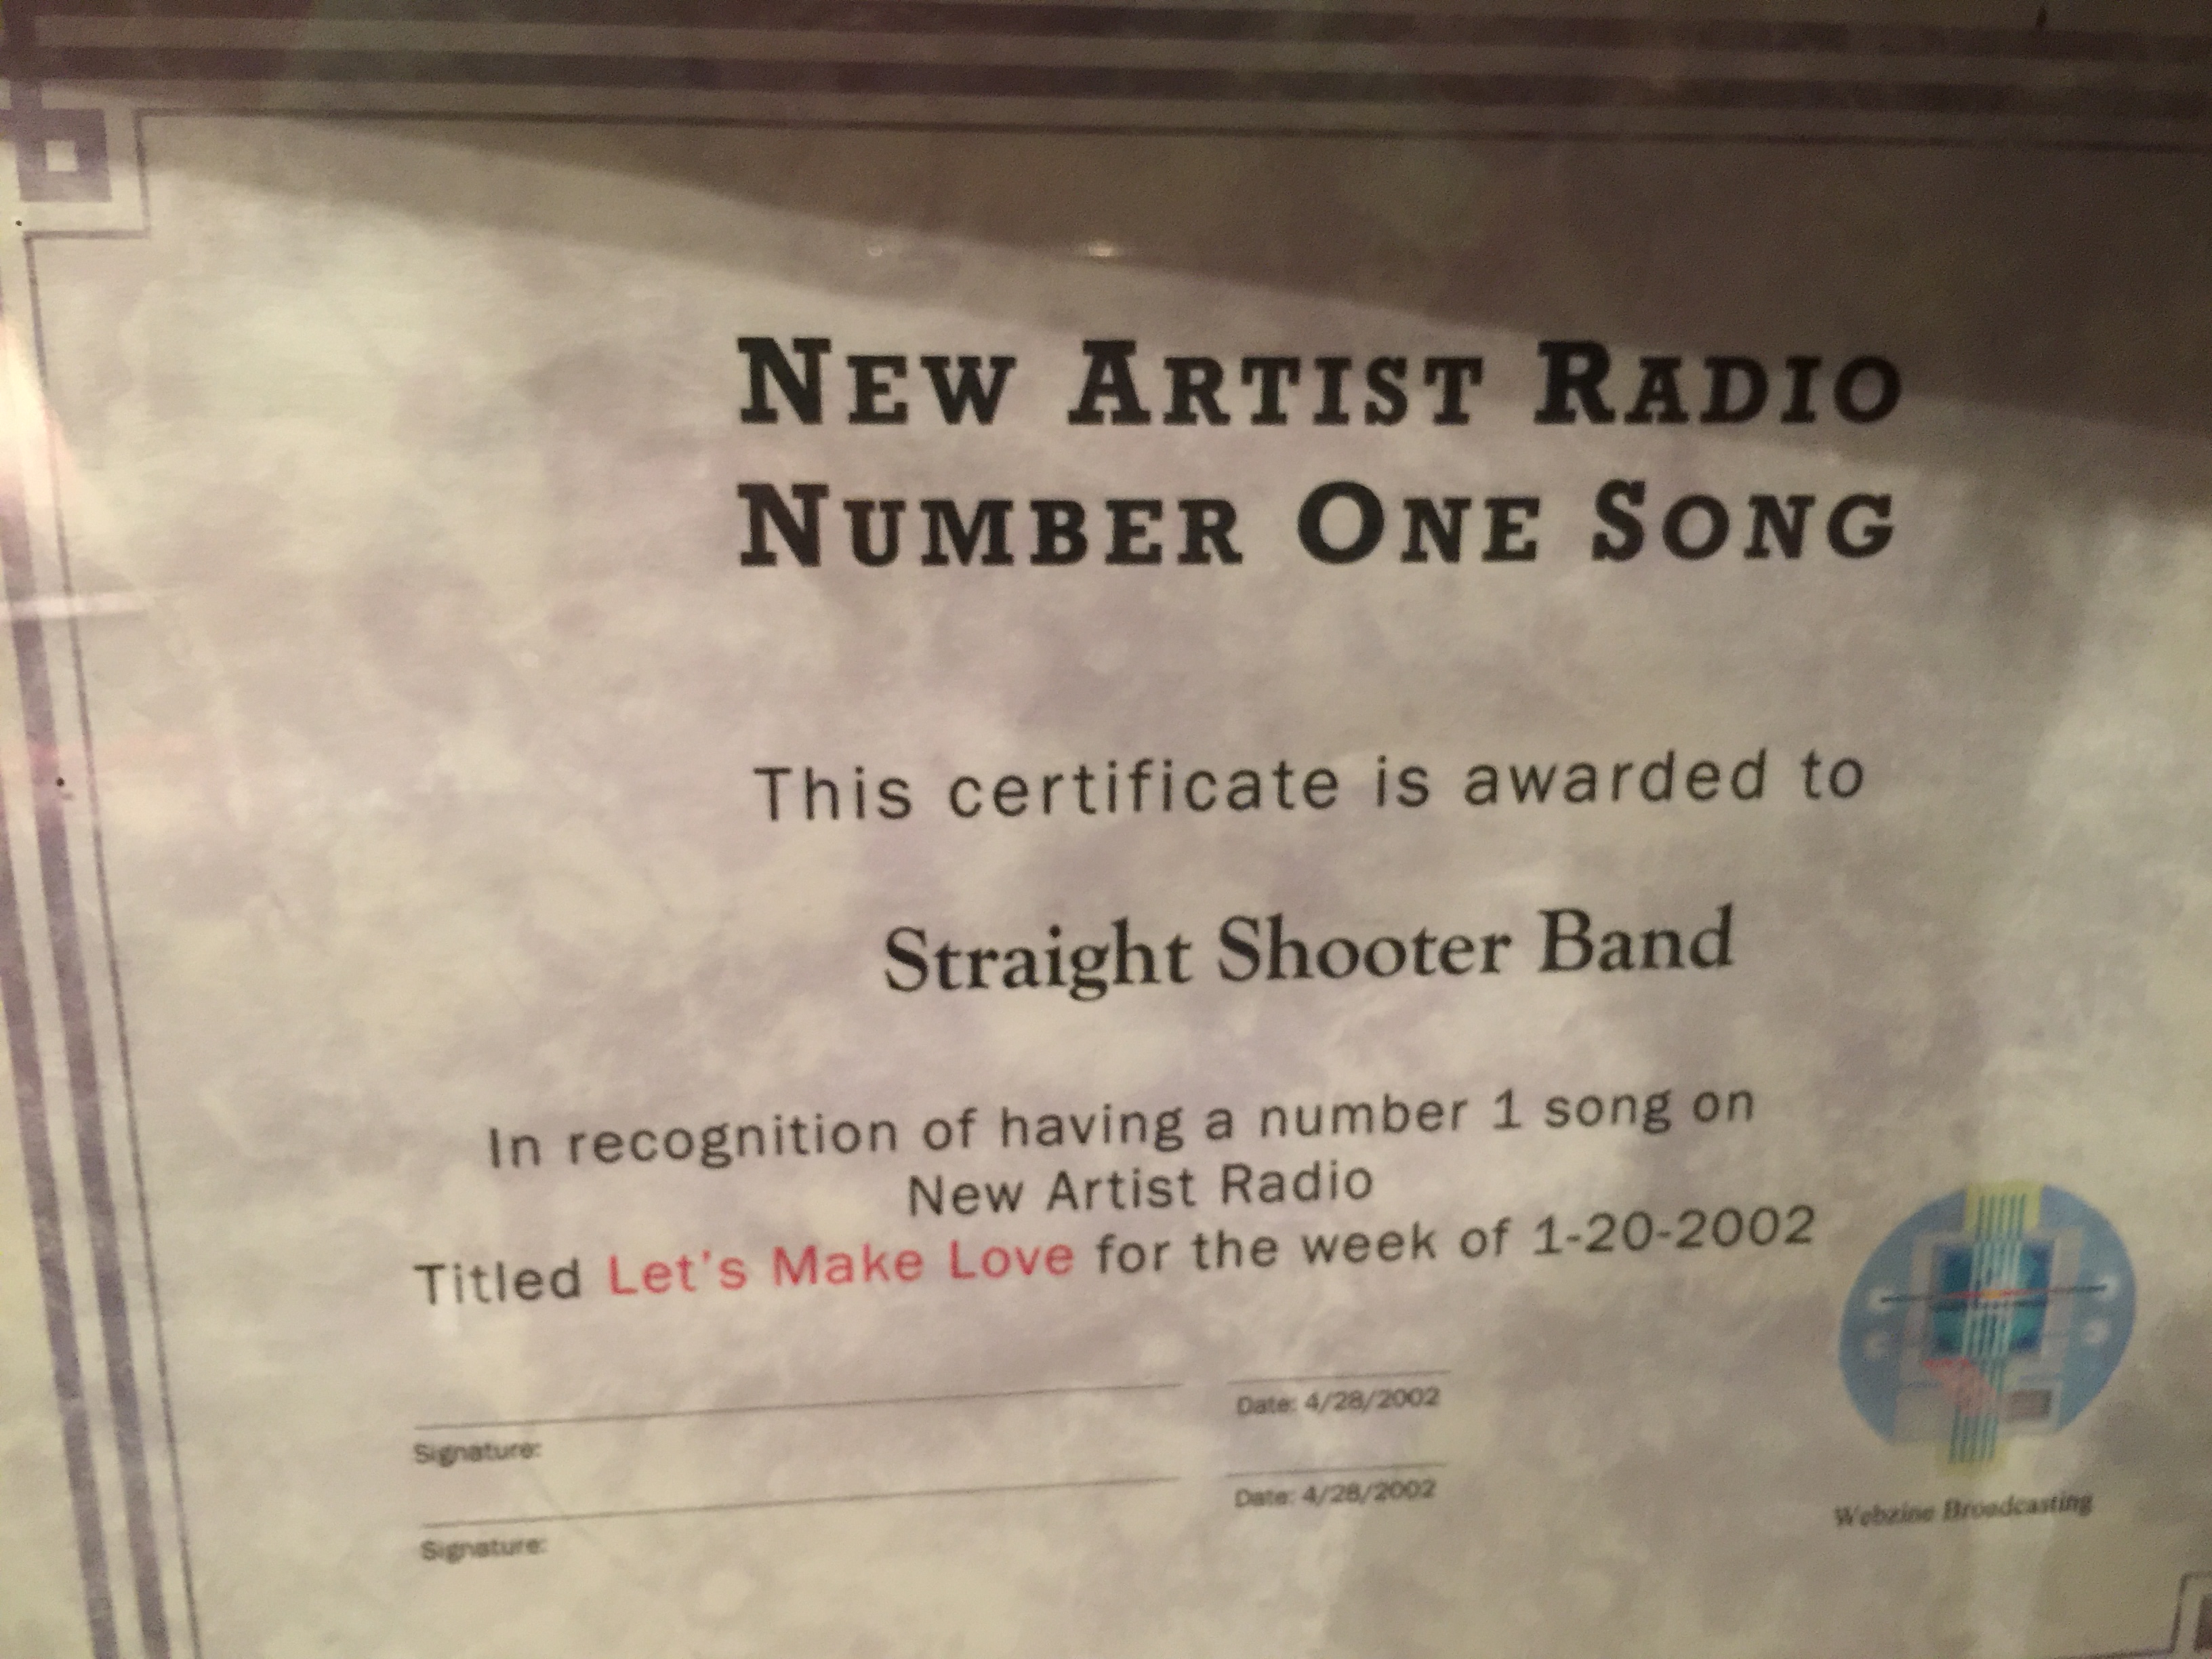 NEW ARTIST RADIO
NUMBER ONE SONG
This certificate is awarded to
Straight Shooter Band
In recognition of having a number 1 song on
New Artist Radio
Titled Let's Make Love for the week of 1-20-2002
Date: 4/28/2002
Signature:
Date: 4/28/2002
Signature:
Webzine Broadcasting